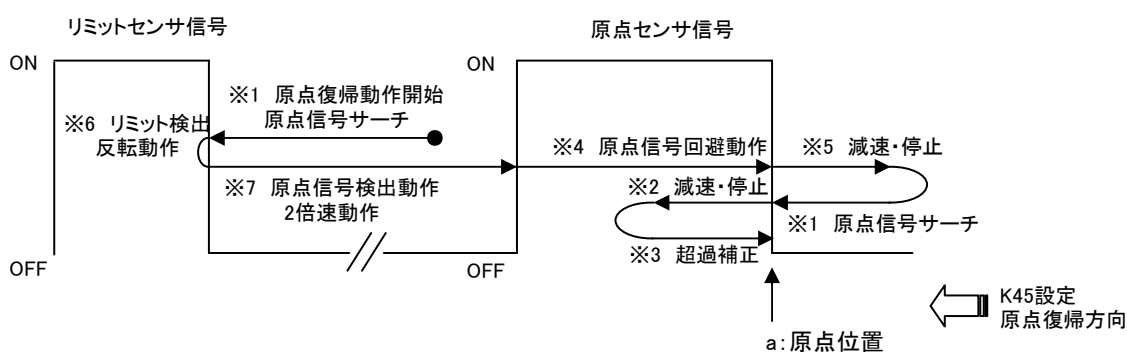 リミットセンサ信号
原点センサ信号
ON
ON
※1 原点復帰動作開始
原点信号サーチ
※6 リミット検出
反転動作
※4 原点信号回避動作
※5 減速・停止
※7 原点信号検出動作
2倍速動作
※2 減速・停止
※1 原点信号サーチ
※3 超過補正
OFF
OFF
K45設定
原点復帰方向
a:原点位置